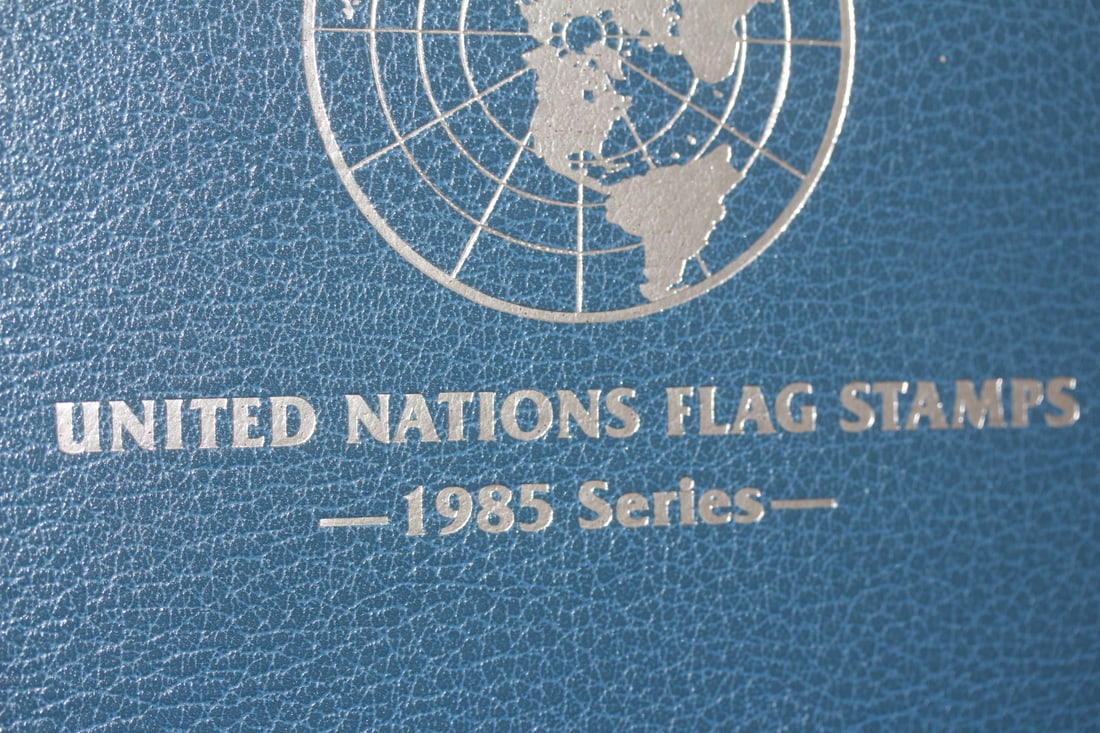 UNITED NATIONS FLAG STAMPS
—1985 Series—